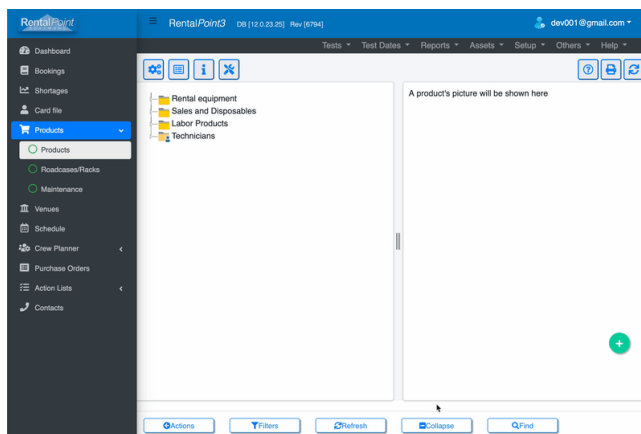 RentalPoint
SOFTWARE
RentalPoint3 DB [12.0.23.25] Rev [6794]
dev001@gmail.com
Tests Test Dates Reports Assets Setup Others Help
Dashboard
Bookings
Shortages
Card file
Products
Products
Roadcases/Racks
Maintenance
Venues
Schedule
Crew Planner
Purchase Orders
Action Lists
Contacts
Rental equipment
Sales and Disposables
Labor Products
Technicians
A product's picture will be shown here
Actions
Filters
Refresh
Collapse
Find